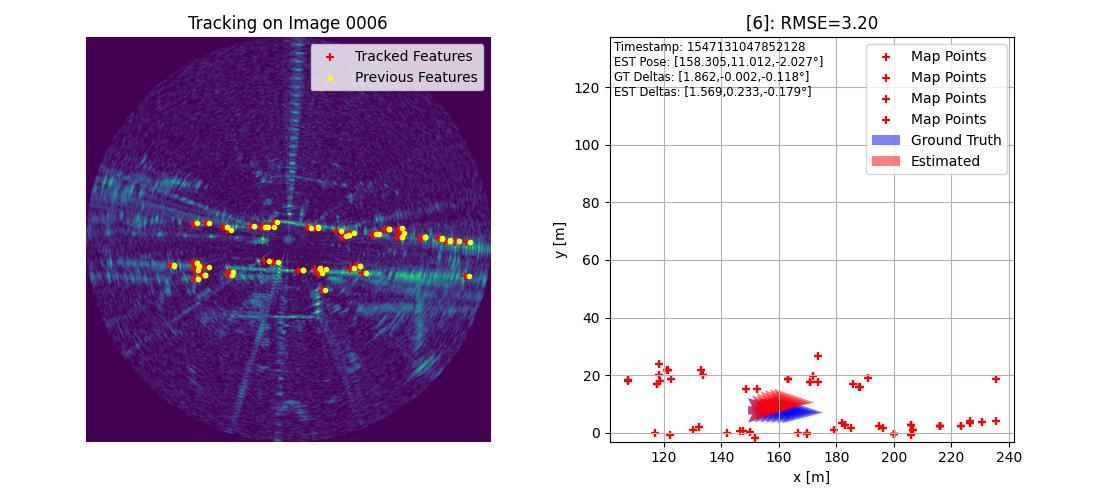 Tracking on Image 0006
Tracked Features
Previous Features
[6]: RMSE=3.20
Timestamp: 1547131047852128
EST Pose: [158.305,11.012,-2.027°]
GT Deltas: [1.862,-0.002,-0.118°]
EST Deltas: [1.569,0.233,-0.179°]
Map Points
Map Points
Map Points
Map Points
Ground Truth
Estimated
120
100
80
60
40
20
0
y [m]
120 140 160 180 200 220 240
x [m]